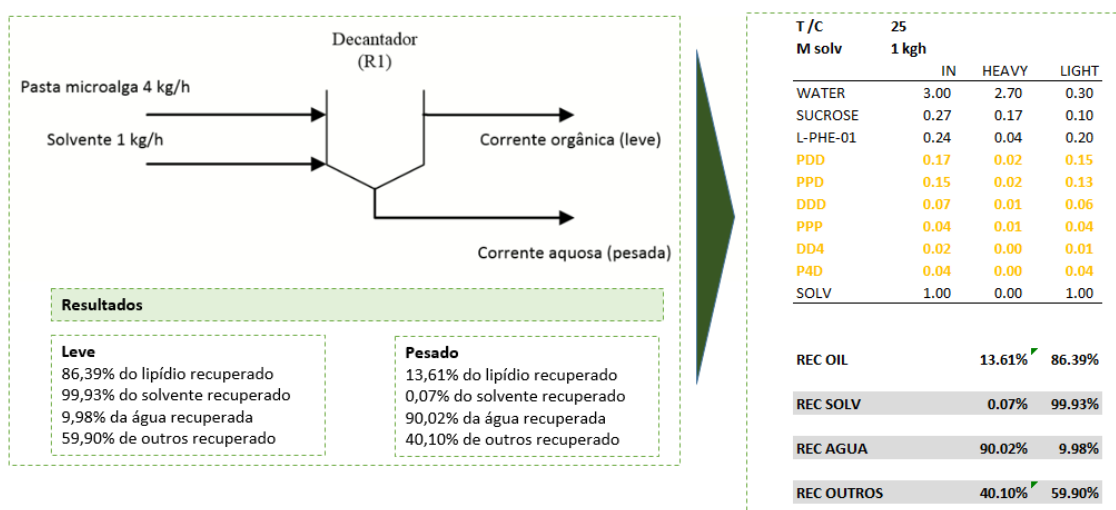 Decantador
(R1)
Pasta microalga 4 kg/h
Solvente 1 kg/h
Corrente orgânica (leve)
Corrente aquosa (pesada)
Resultados
Leve
86,39% do lipídio recuperado
99,93% do solvente recuperado
9,98% da água recuperada
59,90% de outros recuperado
Pesado
13,61% do lipídio recuperado
0,07% do solvente recuperado
90,02% da água recuperada
40,10% de outros recuperado
T /C 25
M solv 1 kgh
IN HEAVY LIGHT
WATER 3.00 2.70 0.30
SUCROSE 0.27 0.17 0.10
L-PHE-01 0.24 0.04 0.20
PDD 0.17 0.02 0.15
PPD 0.15 0.02 0.13
DDD 0.07 0.01 0.06
PPP 0.04 0.01 0.04
DD4 0.02 0.00 0.01
P4D 0.04 0.00 0.04
SOLV 1.00 0.00 1.00
REC OIL 13.61% 86.39%
REC SOLV 0.07% 99.93%
REC AGUA 90.02% 9.98%
REC OUTROS 40.10% 59.90%